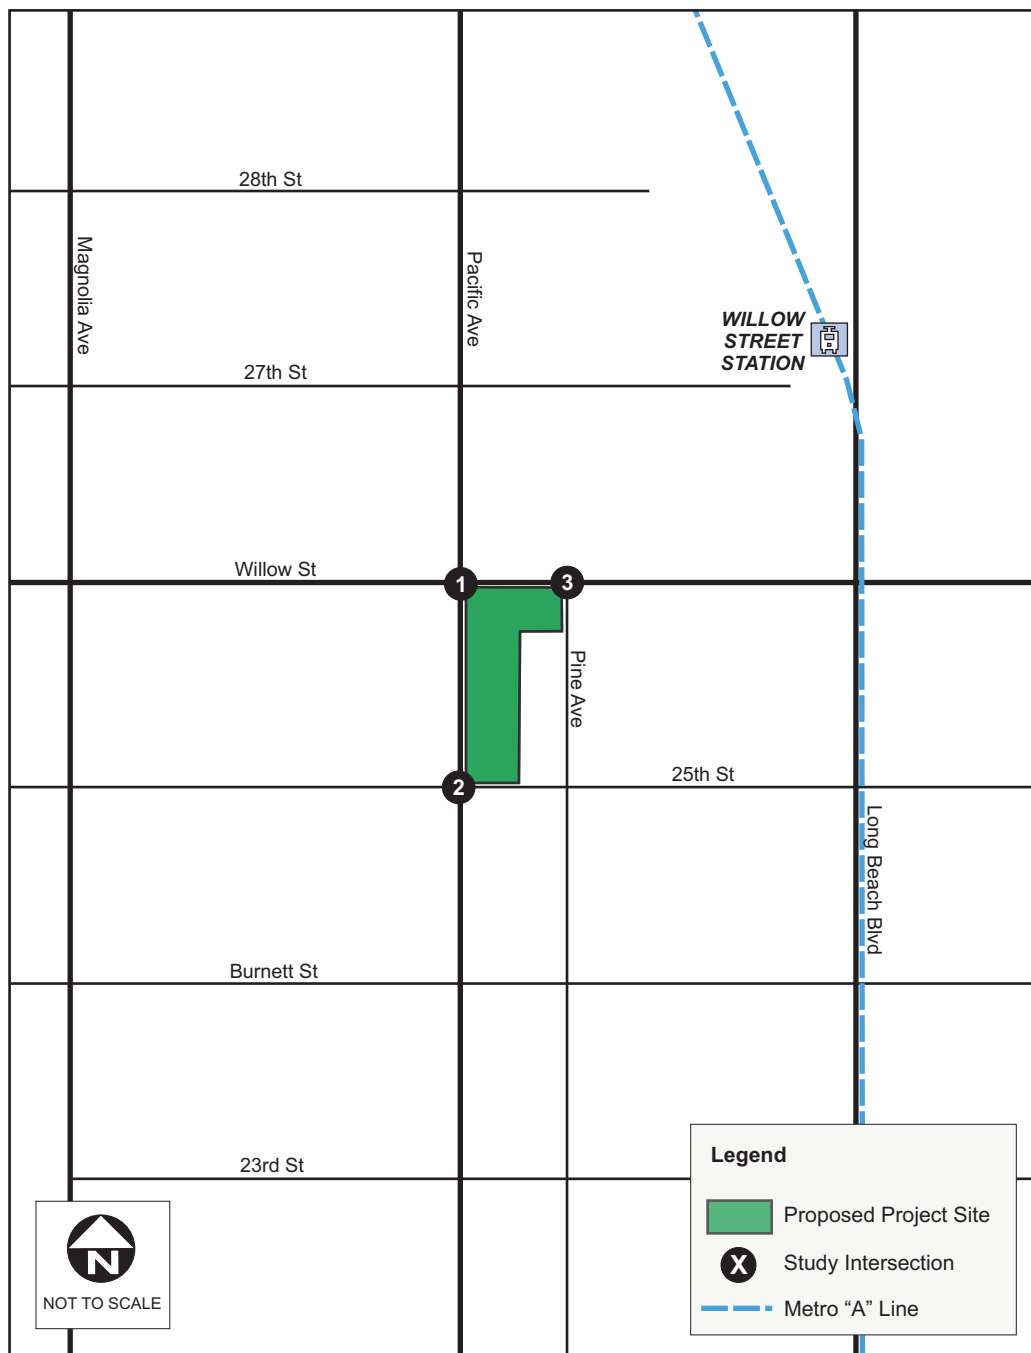 28th St
Magnolia Ave
Pacific Ave
WILLOW
STREET
STATION
27th St
Willow St
1
3
Pine Ave
2
25th St
Long Beach Blvd
Burnett St
23rd St
N
NOT TO SCALE
Legend
Proposed Project Site
X
Study Intersection
Metro “A” Line